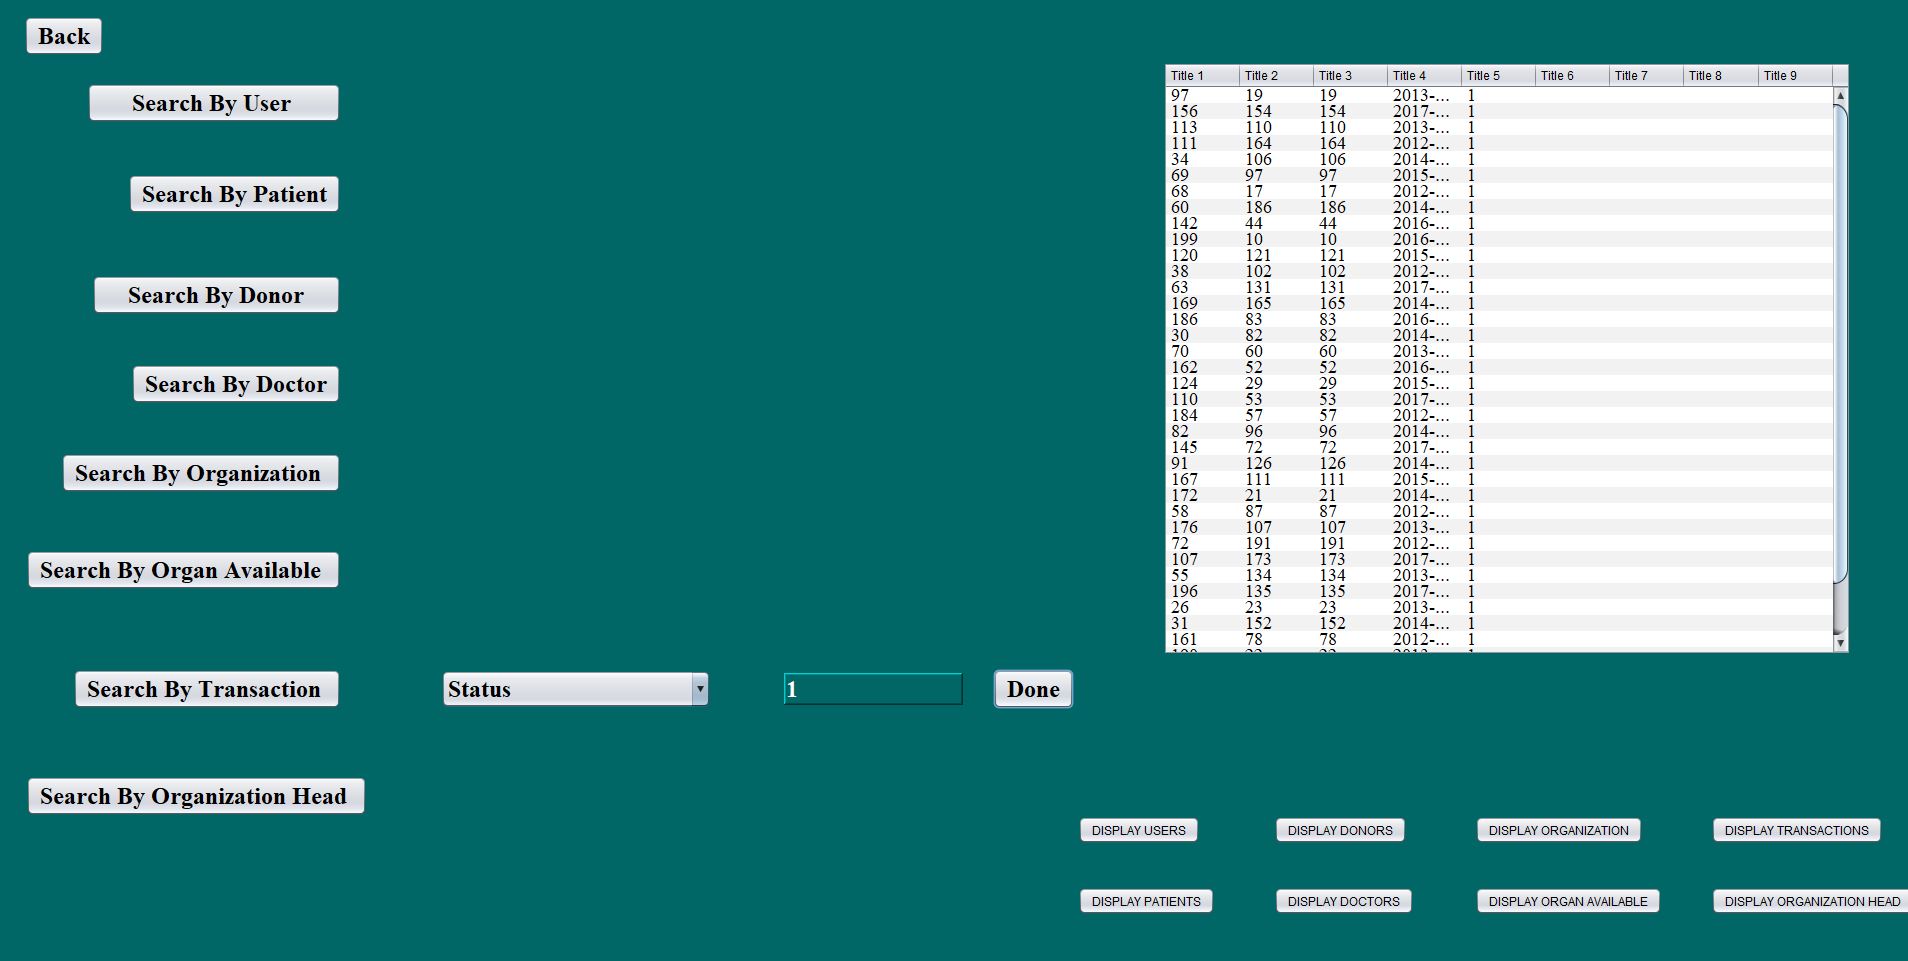 Back
Search By User
Search By Patient
Search By Donor
Search By Doctor
Search By Organization
Search By Organ Available
Search By Transaction Status 1 Done
Search By Organization Head
Title 1 Title 2 Title 3 Title 4 Title 5 Title 6 Title 7 Title 8 Title 9
97 19 19 2013-... 1
156 154 154 2017-... 1
113 110 110 2013-... 1
111 164 164 2012-... 1
34 106 106 2014-... 1
69 97 97 2015-... 1
68 17 17 2012-... 1
60 186 186 2014-... 1
142 44 44 2016-... 1
199 10 10 2016-... 1
120 121 121 2015-... 1
38 102 102 2012-... 1
63 131 131 2017-... 1
169 165 165 2014-... 1
186 83 83 2016-... 1
30 82 82 2014-... 1
70 60 60 2013-... 1
162 52 52 2016-... 1
124 29 29 2015-... 1
110 53 53 2017-... 1
184 57 57 2012-... 1
82 96 96 2014-... 1
145 72 72 2017-... 1
91 126 126 2014-... 1
167 111 111 2015-... 1
172 21 21 2014-... 1
58 87 87 2012-... 1
176 107 107 2013-... 1
72 191 191 2012-... 1
107 173 173 2017-... 1
55 134 134 2013-... 1
196 135 135 2017-... 1
26 23 23 2013-... 1
31 152 152 2014-... 1
161 78 78 2012-... 1
DISPLAY USERS DISPLAY DONORS DISPLAY ORGANIZATION DISPLAY TRANSACTIONS
DISPLAY PATIENTS DISPLAY DOCTORS DISPLAY ORGAN AVAILABLE DISPLAY ORGANIZATION HEAD